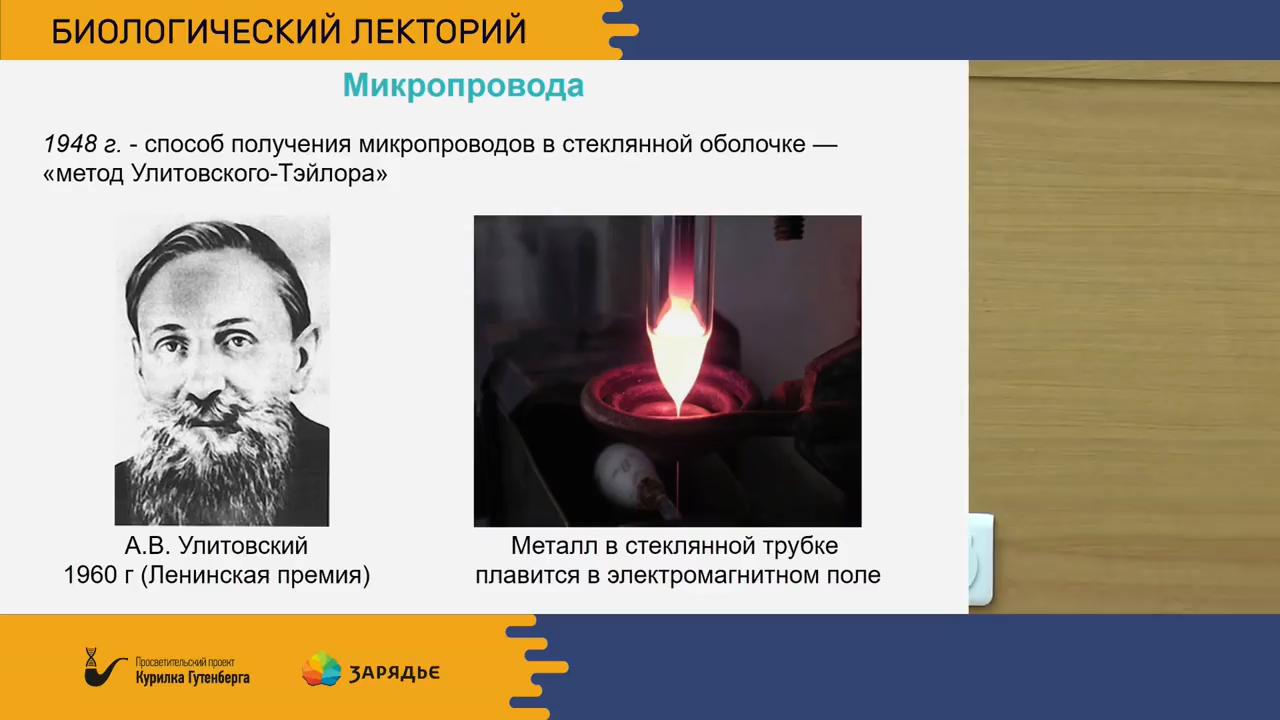 БИОЛОГИЧЕСКИЙ ЛЕКТОРИЙ
Микропровода
1948 г. - способ получения микропроводов в стеклянной оболочке —
«метод Улитовского-Тэйлора»
А.В. Улитовский
1960 г (Ленинская премия)
Металл в стеклянной трубке
плавится в электромагнитном поле
Просветительский проект
Курилка Гутенберга
ЗАРЯДЬЕ